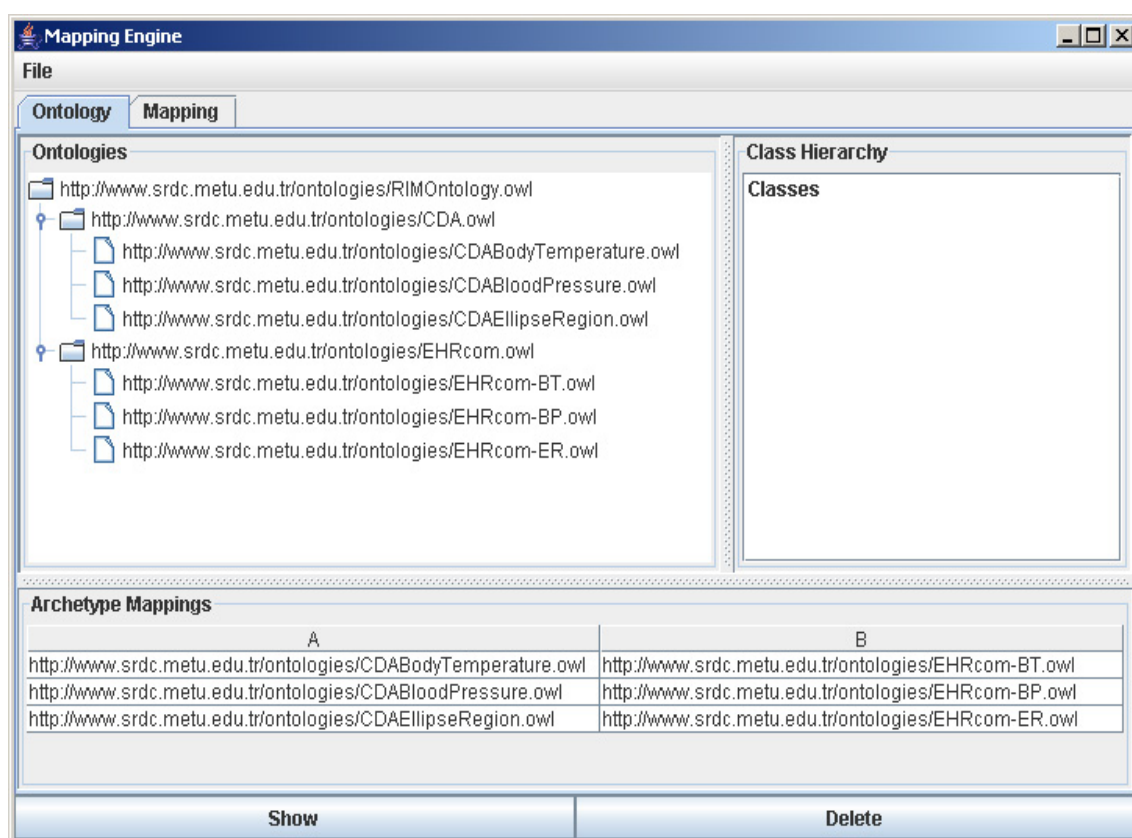 Mapping Engine
File
Ontology Mapping
Ontologies
http://www.srdc.metu.edu.tr/ontologies/RIMOntology.owl
http://www.srdc.metu.edu.tr/ontologies/CDA.owl
http://www.srdc.metu.edu.tr/ontologies/CDABodyTemperature.owl
http://www.srdc.metu.edu.tr/ontologies/CDABloodPressure.owl
http://www.srdc.metu.edu.tr/ontologies/CDAEllipseRegion.owl
http://www.srdc.metu.edu.tr/ontologies/EHRcom.owl
http://www.srdc.metu.edu.tr/ontologies/EHRcom-BT.owl
http://www.srdc.metu.edu.tr/ontologies/EHRcom-BP.owl
http://www.srdc.metu.edu.tr/ontologies/EHRcom-ER.owl
Class Hierarchy
Classes
Archetype Mappings
A B
http://www.srdc.metu.edu.tr/ontologies/CDABodyTemperature.owl http://www.srdc.metu.edu.tr/ontologies/EHRcom-BT.owl
http://www.srdc.metu.edu.tr/ontologies/CDABloodPressure.owl http://www.srdc.metu.edu.tr/ontologies/EHRcom-BP.owl
http://www.srdc.metu.edu.tr/ontologies/CDAEllipseRegion.owl http://www.srdc.metu.edu.tr/ontologies/EHRcom-ER.owl
Show Delete